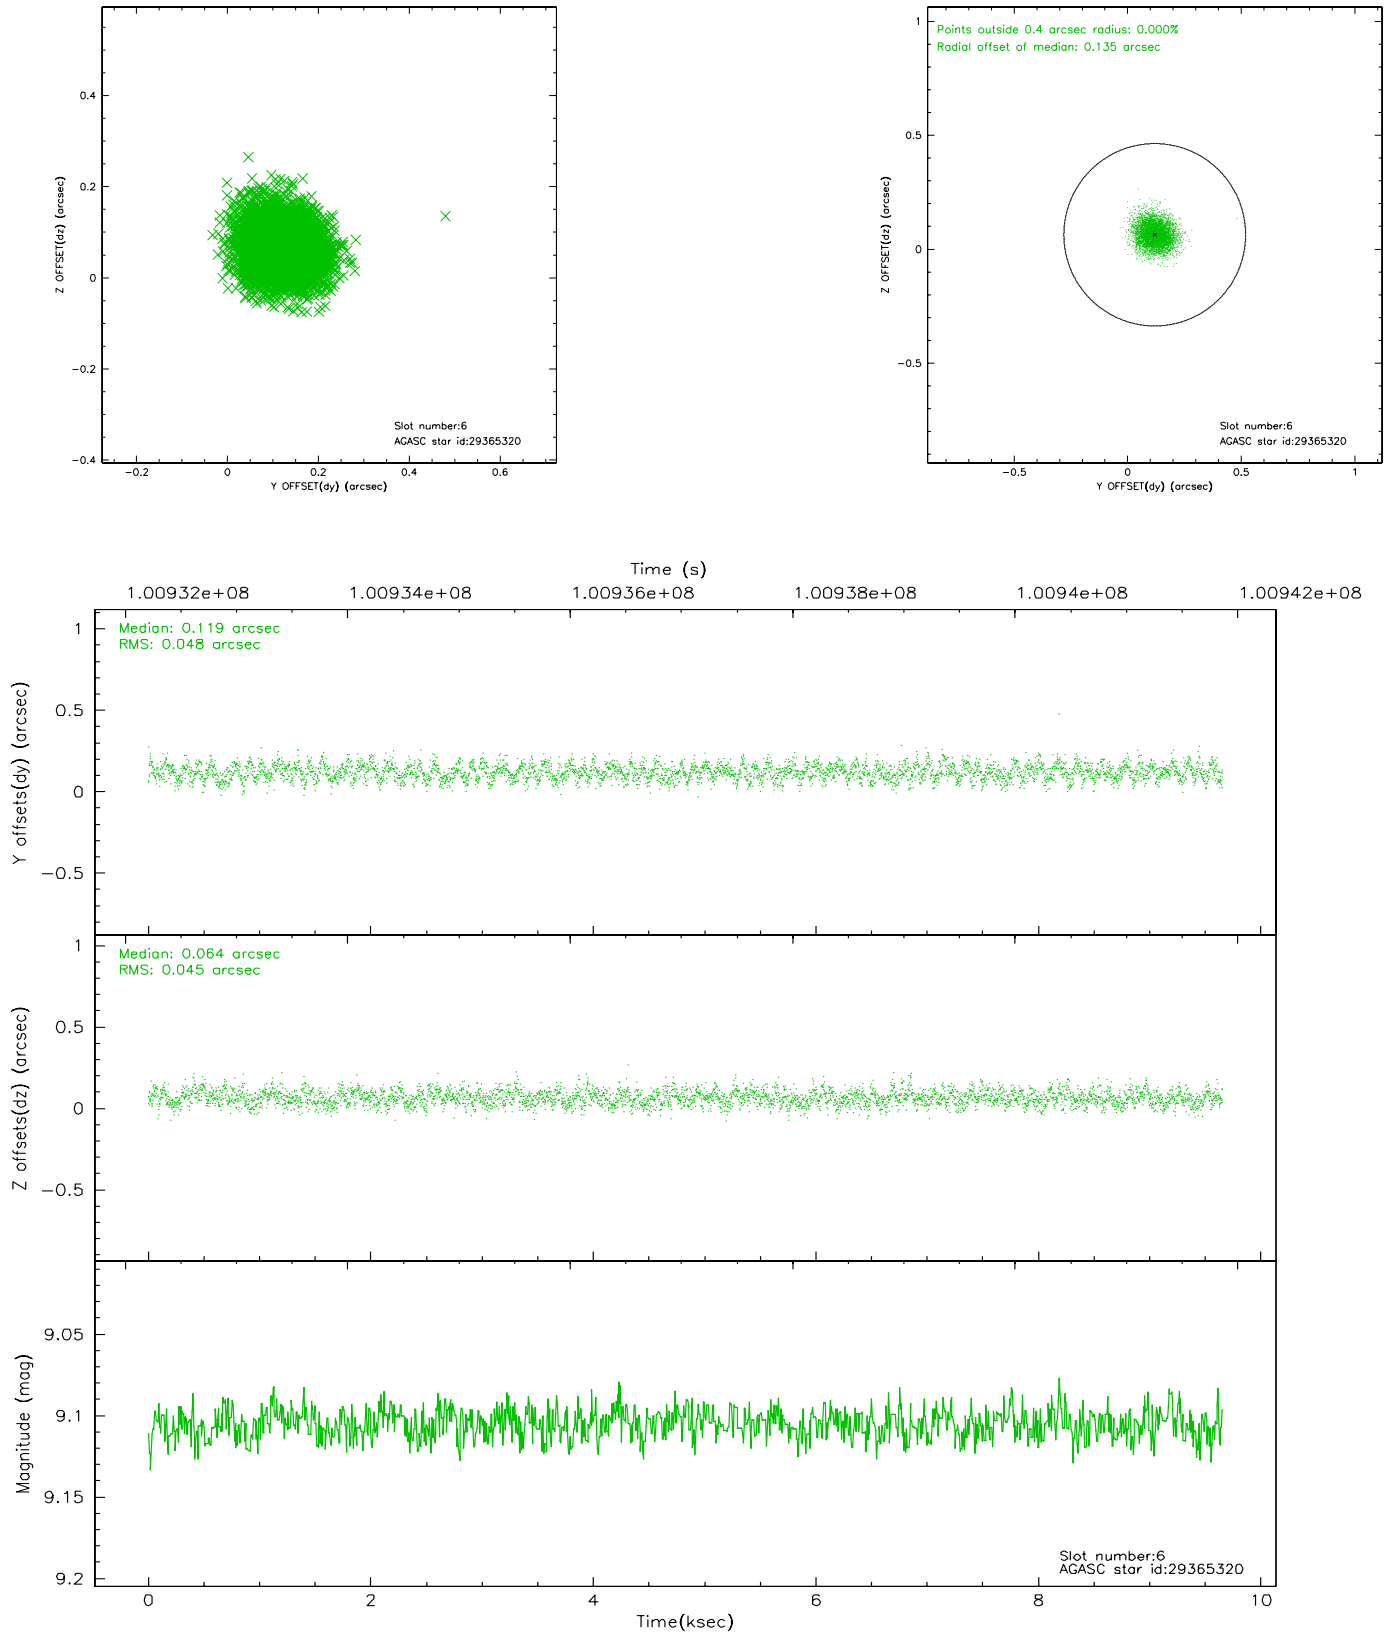 0.4
0.2
0
−0.2
−0.4
Z OFFSET(dz) (arcsec)
−0.2 0 0.2 0.4 0.6
Y OFFSET(dy) (arcsec)
Slot number:6
AGASC star id:29365320
Points outside 0.4 arcsec radius: 0.000%
Radial offset of median: 0.135 arcsec
1
0.5
0
−0.5
Z OFFSET(dz) (arcsec)
−0.5 0 0.5 1
Y OFFSET(dy) (arcsec)
Slot number:6
AGASC star id:29365320
Time (s)
1.00932e+08 1.00934e+08 1.00936e+08 1.00938e+08 1.0094e+08 1.00942e+08
Median: 0.119 arcsec
RMS: 0.048 arcsec
1
0.5
0
−0.5
Y offsets(dy) (arcsec)
Median: 0.064 arcsec
RMS: 0.045 arcsec
1
0.5
0
−0.5
Z offsets(dz) (arcsec)
9.05
9.1
9.15
9.2
Magnitude (mag)
Slot number:6
AGASC star id:29365320
0 2 4 6 8 10
Time(ksec)